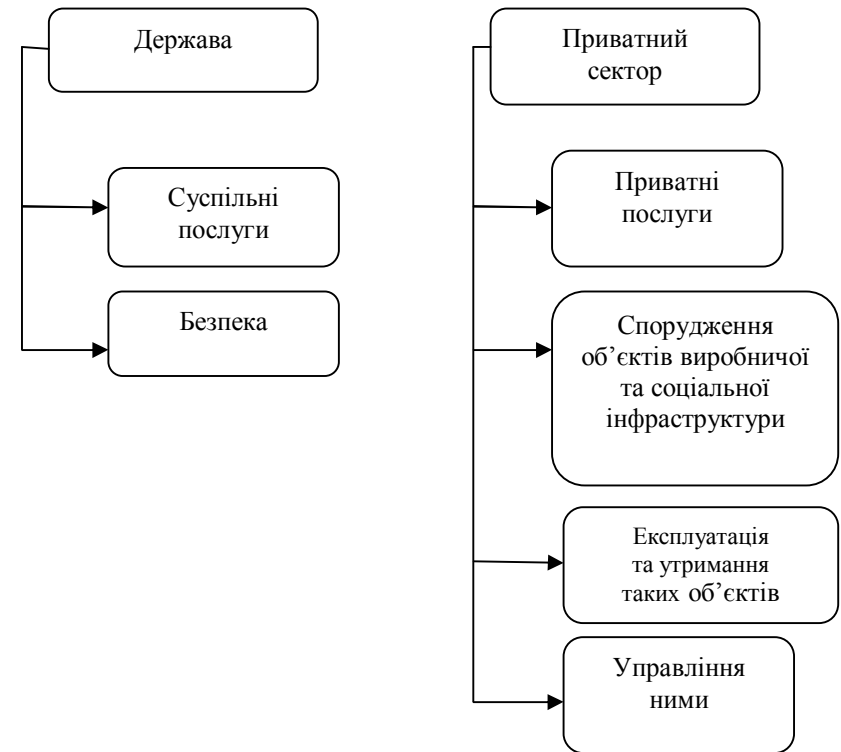 Держава
Суспільні
послуги
Безпека
Приватний
сектор
Приватні
послуги
Спорудження
об’єктів виробничої
та соціальної
інфраструктури
Експлуатація
та утримання
таких об’єктів
Управління
ними